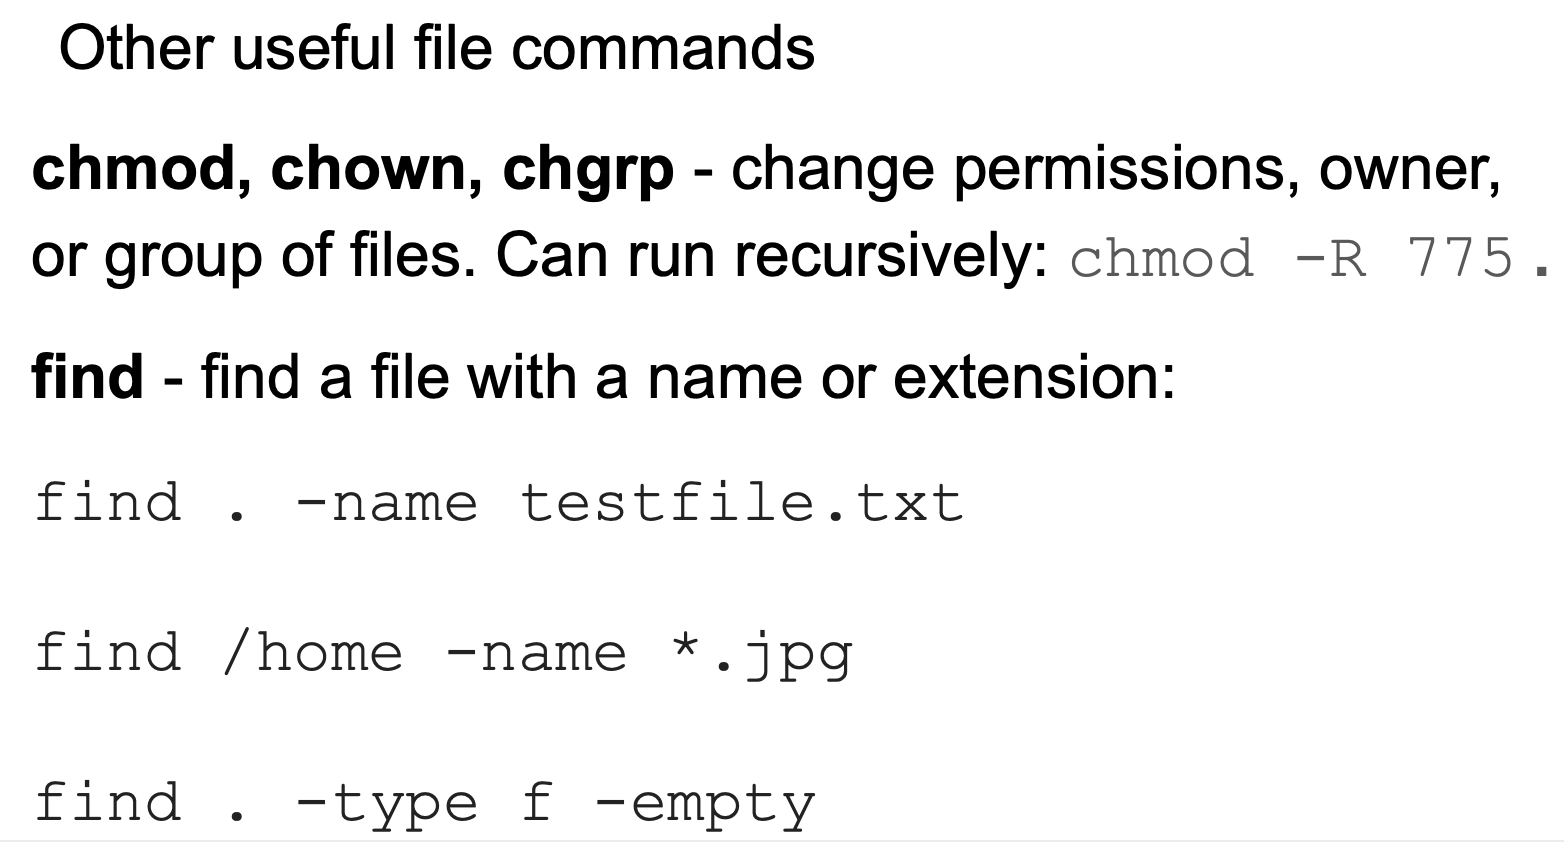 Other useful file commands
chmod, chown, chgrp - change permissions, owner,
or group of files. Can run recursively: chmod -R 775 .
find - find a file with a name or extension:
find . -name testfile.txt
find /home -name *.jpg
find . -type f -empty